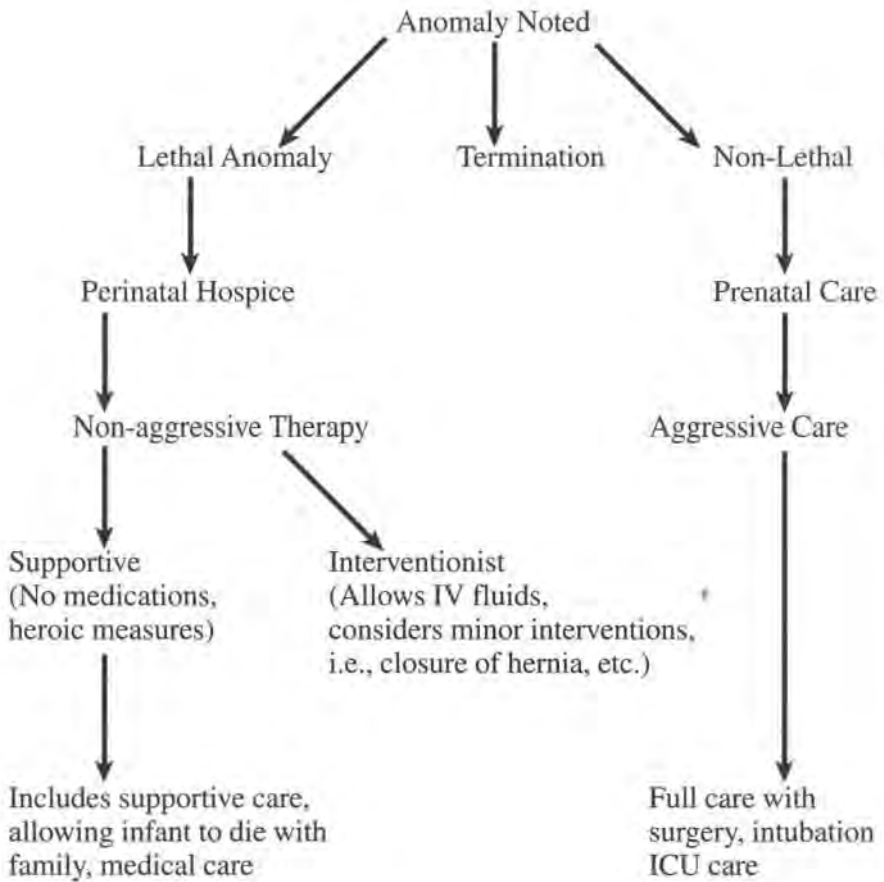 Anomaly Noted
Lethal Anomaly
Termination
Non-Lethal
Perinatal Hospice
Prenatal Care
Non-aggressive Therapy
Aggressive Care
Supportive
(No medications,
heroic measures)
Interventionist
(Allows IV fluids,
considers minor interventions,
i.e., closure of hernia, etc.)
Includes supportive care,
allowing infant to die with
family, medical care
Full care with
surgery, intubation
ICU care